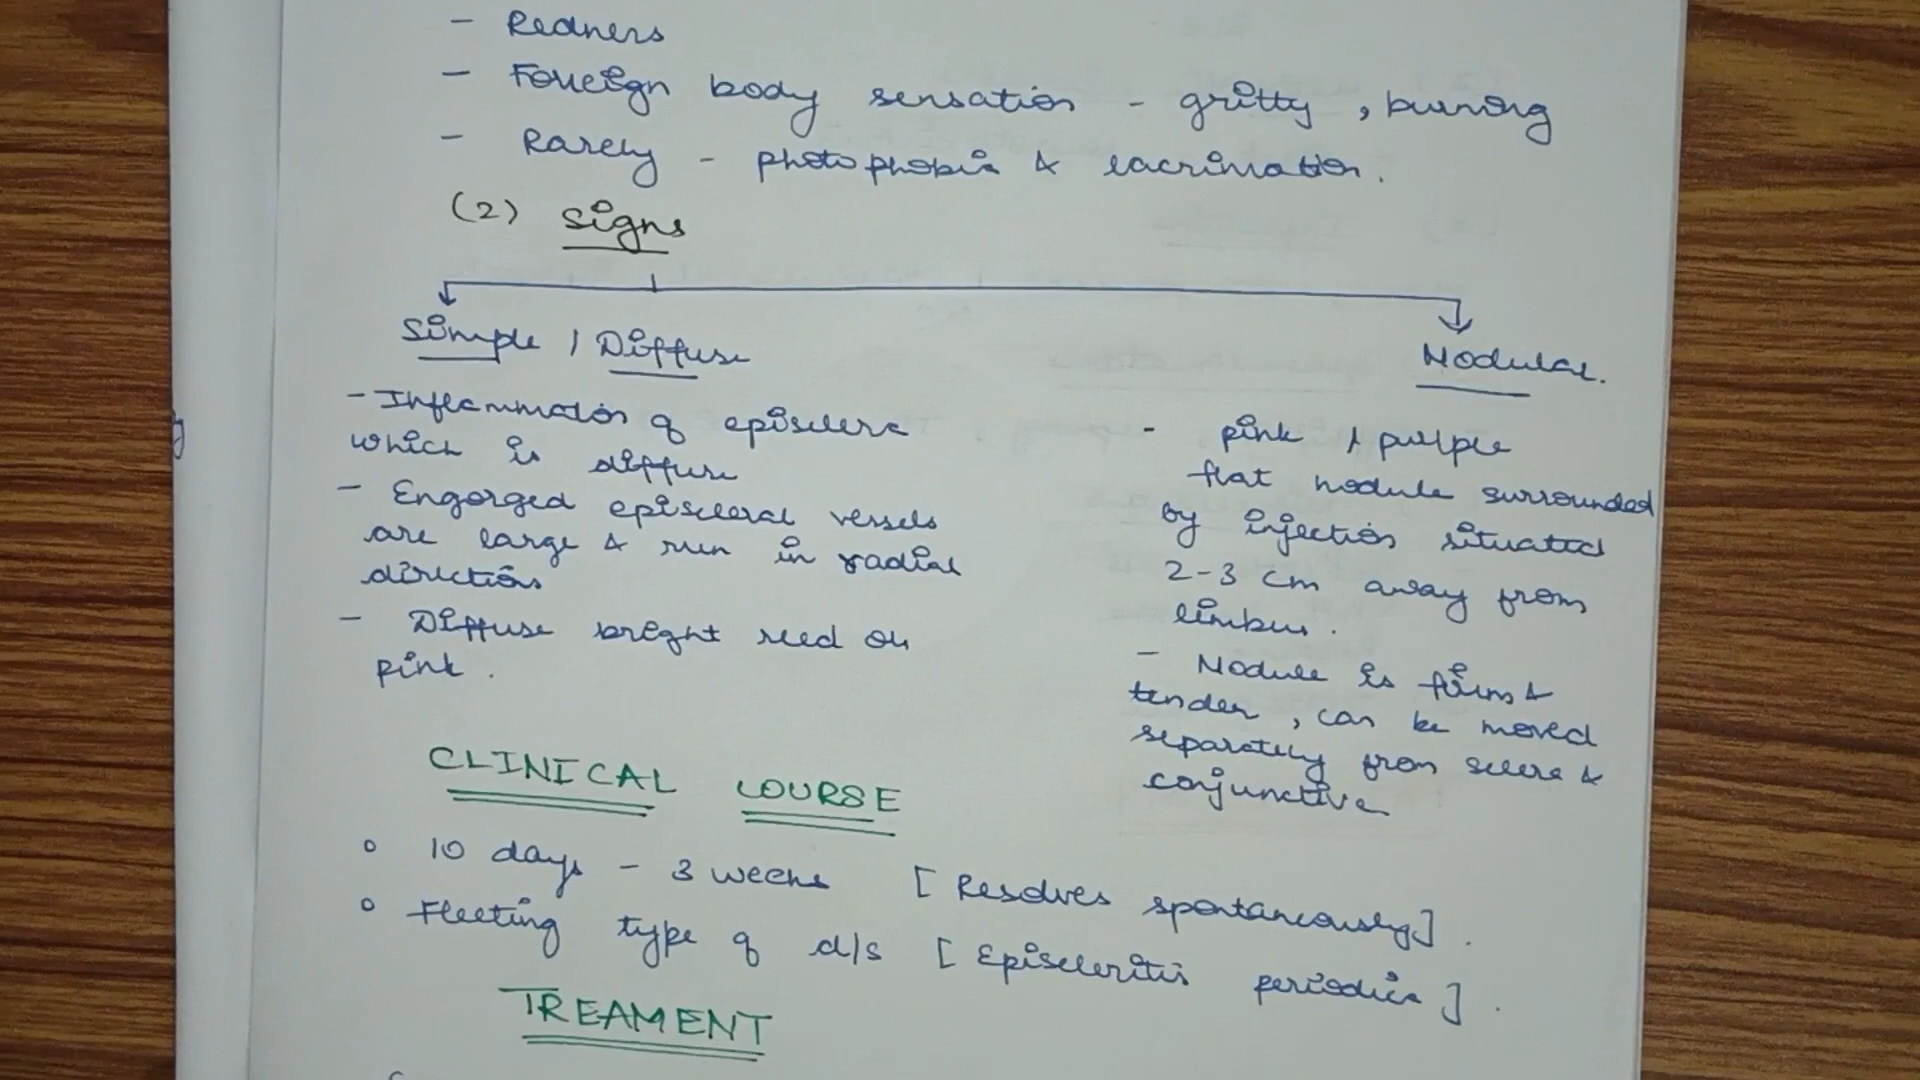 - Redness
- Foreign body sensation - gritty, burning
- Rarely - photophobia & lacrimation.
(2) Signs
Simple / Diffuse
- Inflammation of episclera
which is diffuse
- Engorged episcleral vessels
are large & run in radial
direction
- Diffuse bright red or
pink.
Nodular.
- pink / purple
flat nodule surrounded
by injection situated
2-3 cm away from
limbus.
- Nodule is firm &
tender, can be moved
separately from sclera &
conjunctiva
CLINICAL COURSE
o 10 days - 3 weeks [Resolves spontaneously].
o Fleeting type of d/s [Episcleritis periodica].
TREAMENT